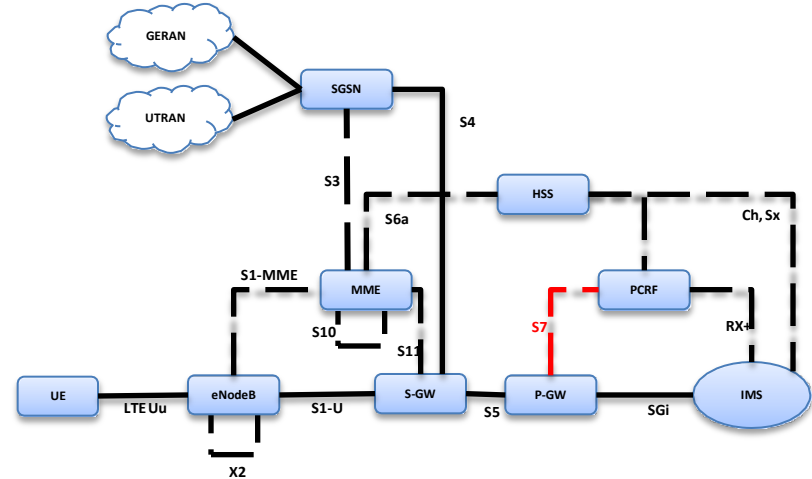 GERAN
SGSN
UTRAN
S4
S3
HSS
S6a
Ch, Sx
S1-MME
MME
PCRF
S10
S7
RX+
S11
UE
eNodeB
S-GW
P-GW
IMS
LTE Uu
S1-U
S5
SGi
X2